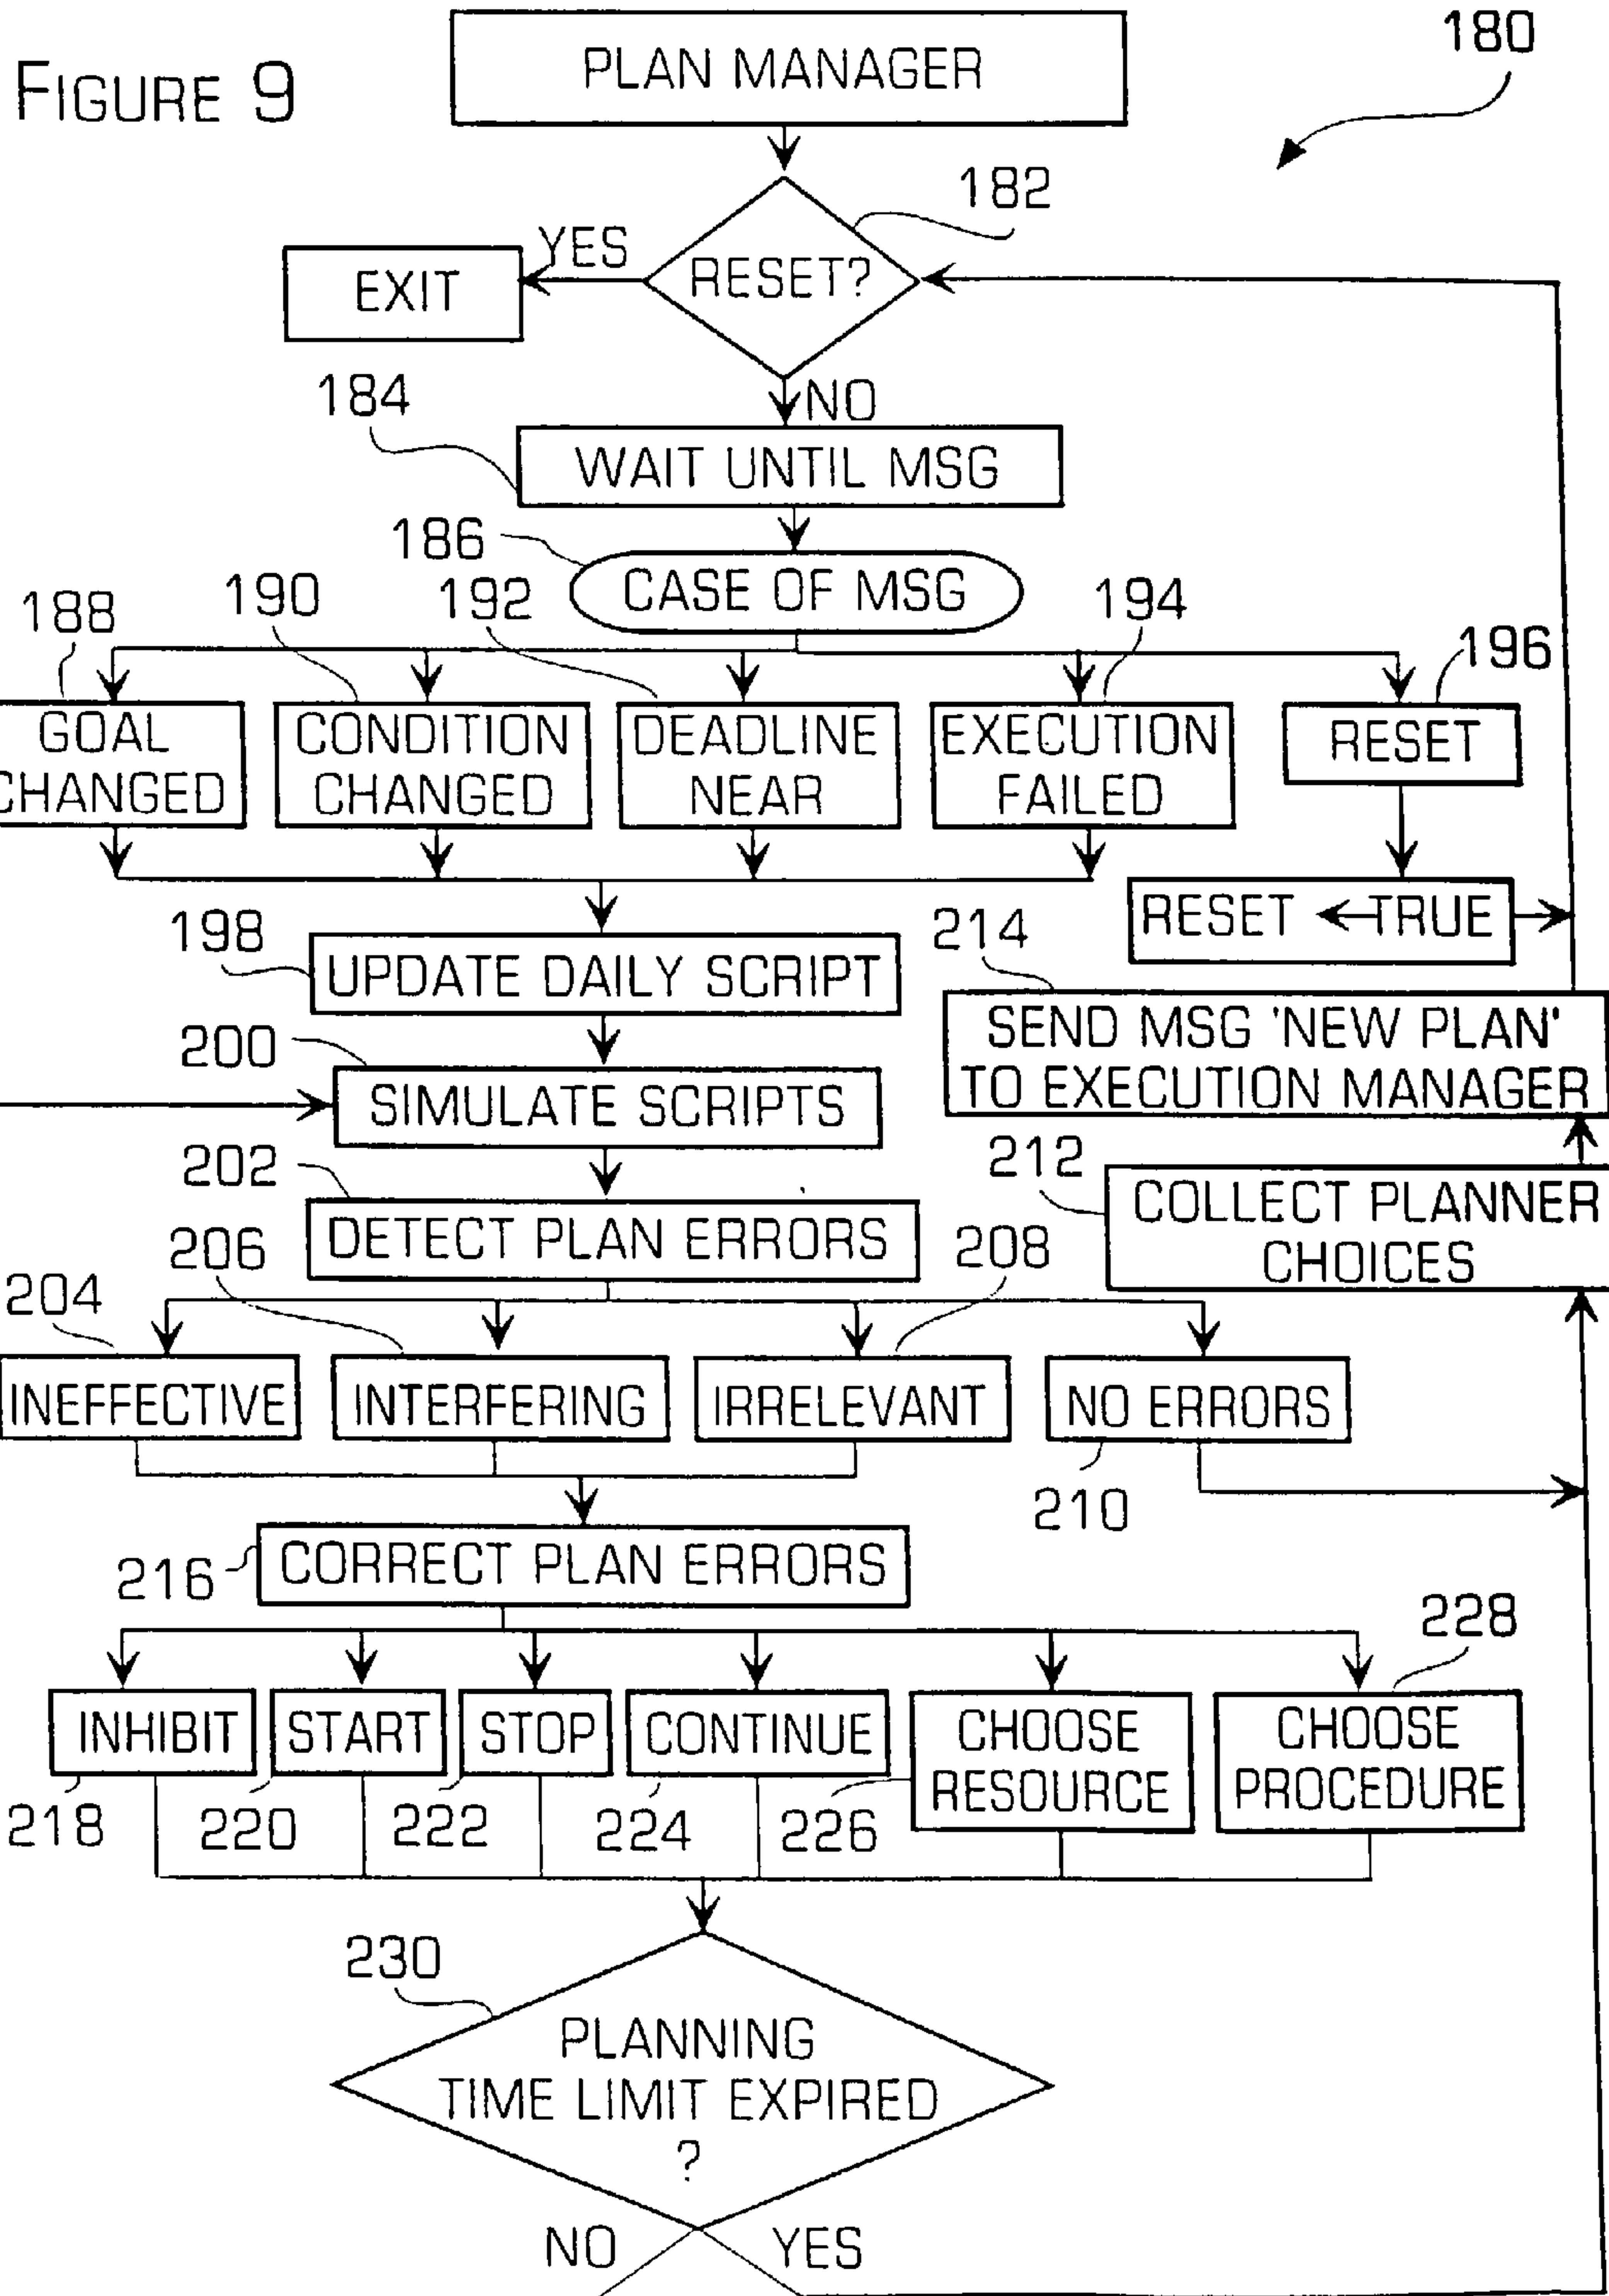 FIGURE 9
PLAN MANAGER
180
182
YES
RESET?
EXIT
NO
184
WAIT UNTIL MSG
186
CASE OF MSG
188
190
192
194
196
GOAL
CHANGED
CONDITION
CHANGED
DEADLINE
NEAR
EXECUTION
FAILED
RESET
RESET ← TRUE
198
UPDATE DAILY SCRIPT
214
SEND MSG 'NEW PLAN'
TO EXECUTION MANAGER
200
SIMULATE SCRIPTS
202
DETECT PLAN ERRORS
212
COLLECT PLANNER
CHOICES
204
206
208
INEFFECTIVE
INTERFERING
IRRELEVANT
NO ERRORS
210
216
CORRECT PLAN ERRORS
228
INHIBIT
START
STOP
CONTINUE
CHOOSE
RESOURCE
CHOOSE
PROCEDURE
218
220
222
224
226
230
PLANNING
TIME LIMIT EXPIRED
?
NO
YES